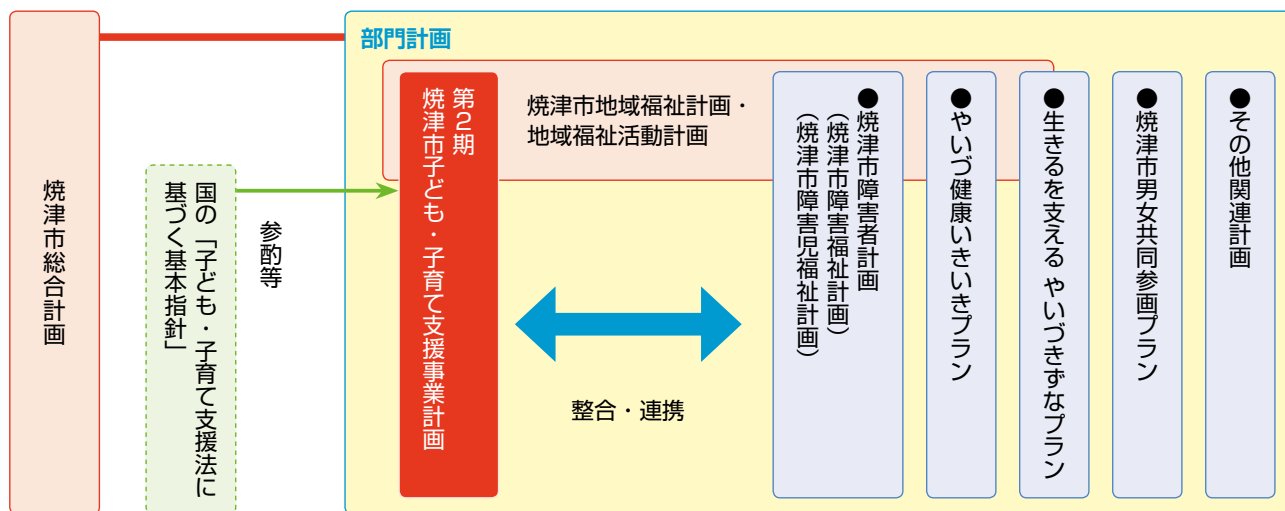 焼津市総合計画
国の「子ども・子育て支援法に
基づく基本指針」
参酌等
部門計画
第2期
焼津市子ども・子育て支援事業計画
焼津市地域福祉計画・
地域福祉活動計画
整合・連携
●焼津市障害者計画
(焼津市障害福祉計画)
(焼津市障害児福祉計画)
●やいづ健康いきいきプラン
●生きるを支える やいづきずなプラン
●焼津市男女共同参画プラン
●その他関連計画